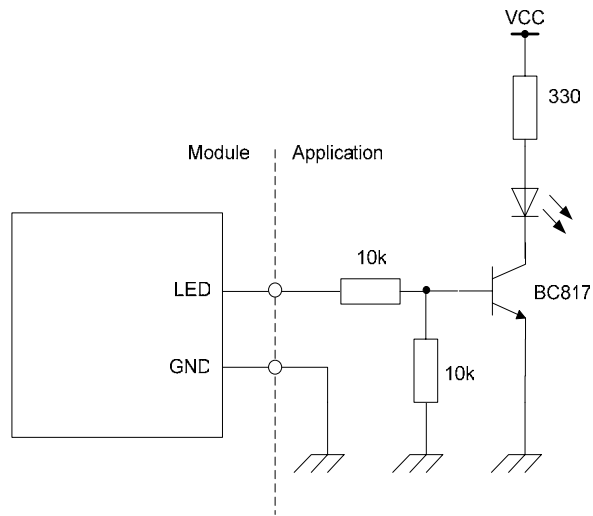 VCC
330
Module
Application
10k
LED
BC817
GND
10k